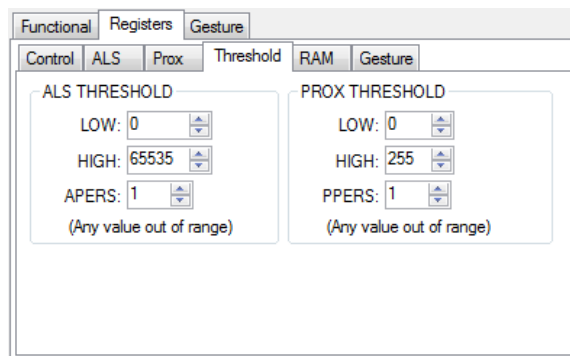 Functional Registers Gesture
Control ALS Prox Threshold RAM Gesture
ALS THRESHOLD
LOW: 0
HIGH: 65535
APERS: 1
(Any value out of range)
PROX THRESHOLD
LOW: 0
HIGH: 255
PPERS: 1
(Any value out of range)